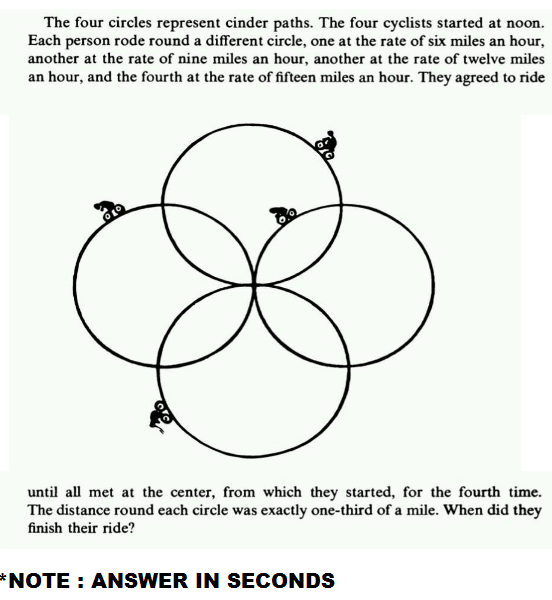 The four circles represent cinder paths. The four cyclists started at noon.
Each person rode round a different circle, one at the rate of six miles an hour,
another at the rate of nine miles an hour, another at the rate of twelve miles
an hour, and the fourth at the rate of fifteen miles an hour. They agreed to ride
until all met at the center, from which they started, for the fourth time.
The distance round each circle was exactly one-third of a mile. When did they
finish their ride?
*NOTE : ANSWER IN SECONDS